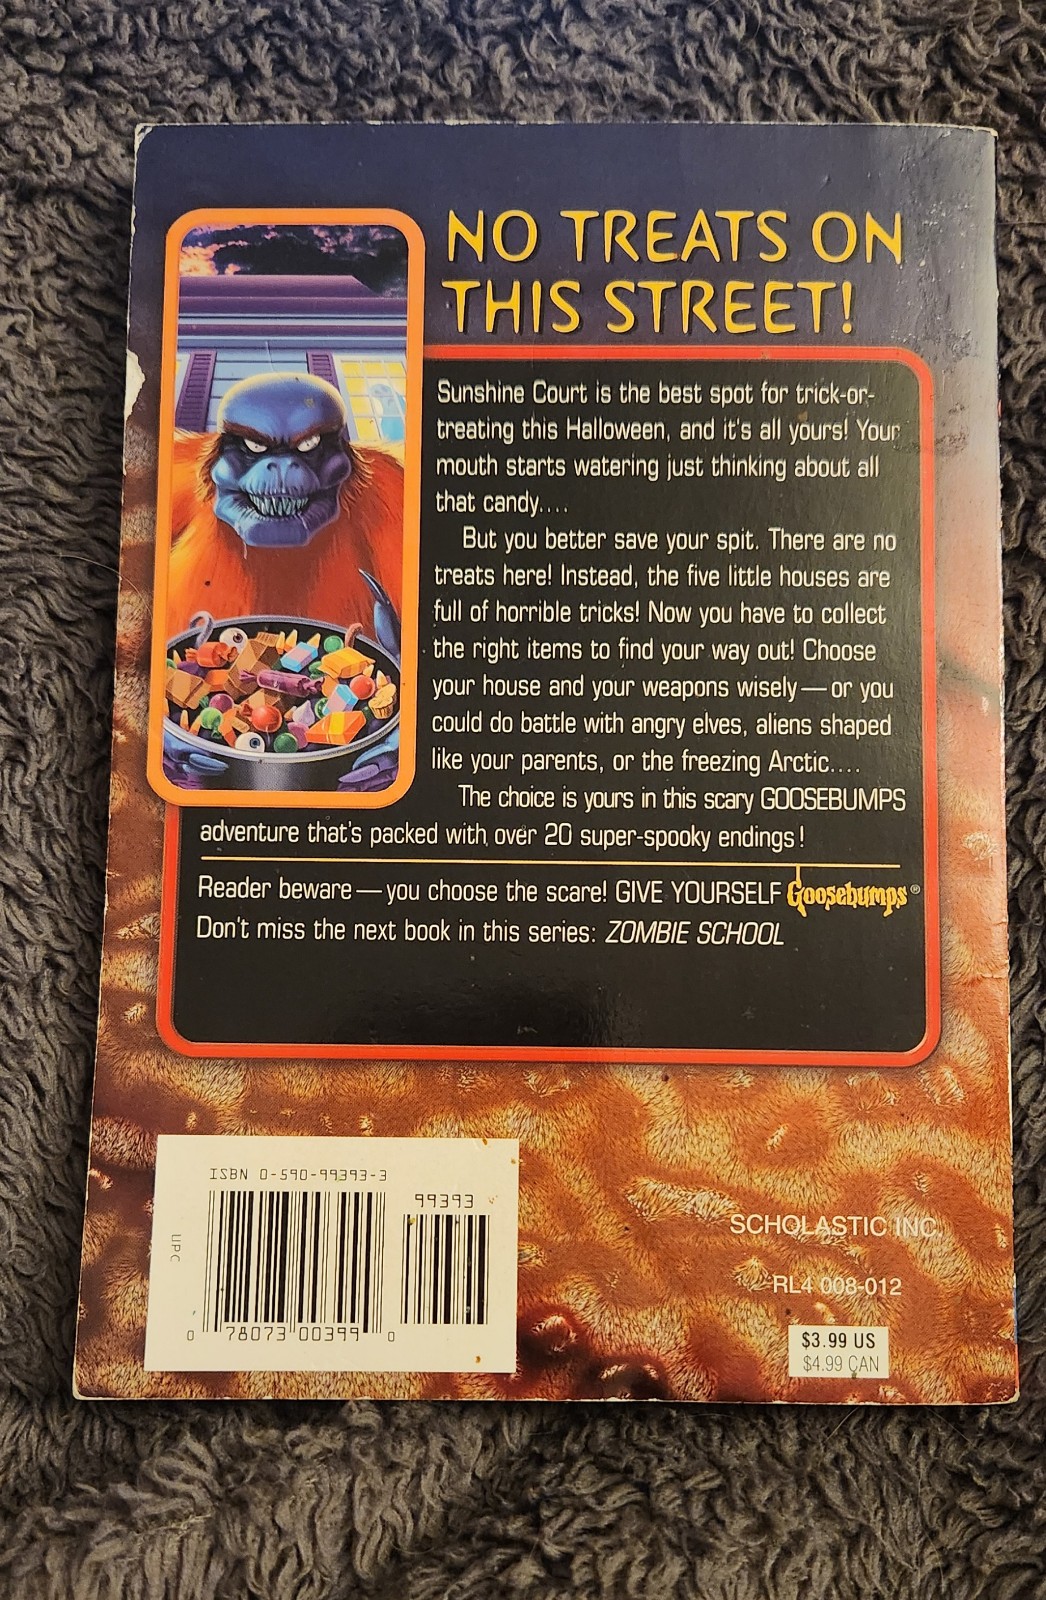 NO TREATS ON
THIS STREET!
Sunshine Court is the best spot for trick-or-
treating this Halloween, and it's all yours! Your
mouth starts watering just thinking about all
that candy....
But you better save your spit. There are no
treats here! Instead, the five little houses are
full of horrible tricks! Now you have to collect
the right items to find your way out! Choose
your house and your weapons wisely — or you
could do battle with angry elves, aliens shaped
like your parents, or the freezing Arctic....
The choice is yours in this scary GOOSEBUMPS
adventure that's packed with over 20 super-spooky endings!
Reader beware — you choose the scare! GIVE YOURSELF Goosebumps®
Don't miss the next book in this series: ZOMBIE SCHOOL
ISBN 0-590-99393-3
99393
UPC
0 78073 00399 0
SCHOLASTIC INC.
RL4 008-012
$3.99 US
$4.99 CAN